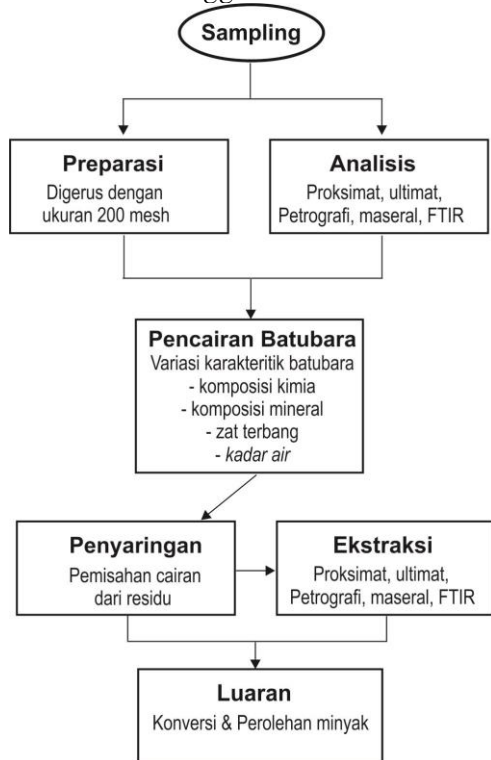 Sampling
Preparasi
Digerus dengan
ukuran 200 mesh
Analisis
Proksimat, ultimat,
Petrografi, maseral, FTIR
Pencairan Batubara
Variasi karakteritik batubara
- komposisi kimia
- komposisi mineral
- zat terbang
- kadar air
Penyaringan
Pemisahan cairan
dari residu
Ekstraksi
Proksimat, ultimat,
Petrografi, maseral, FTIR
Luaran
Konversi & Perolehan minyak